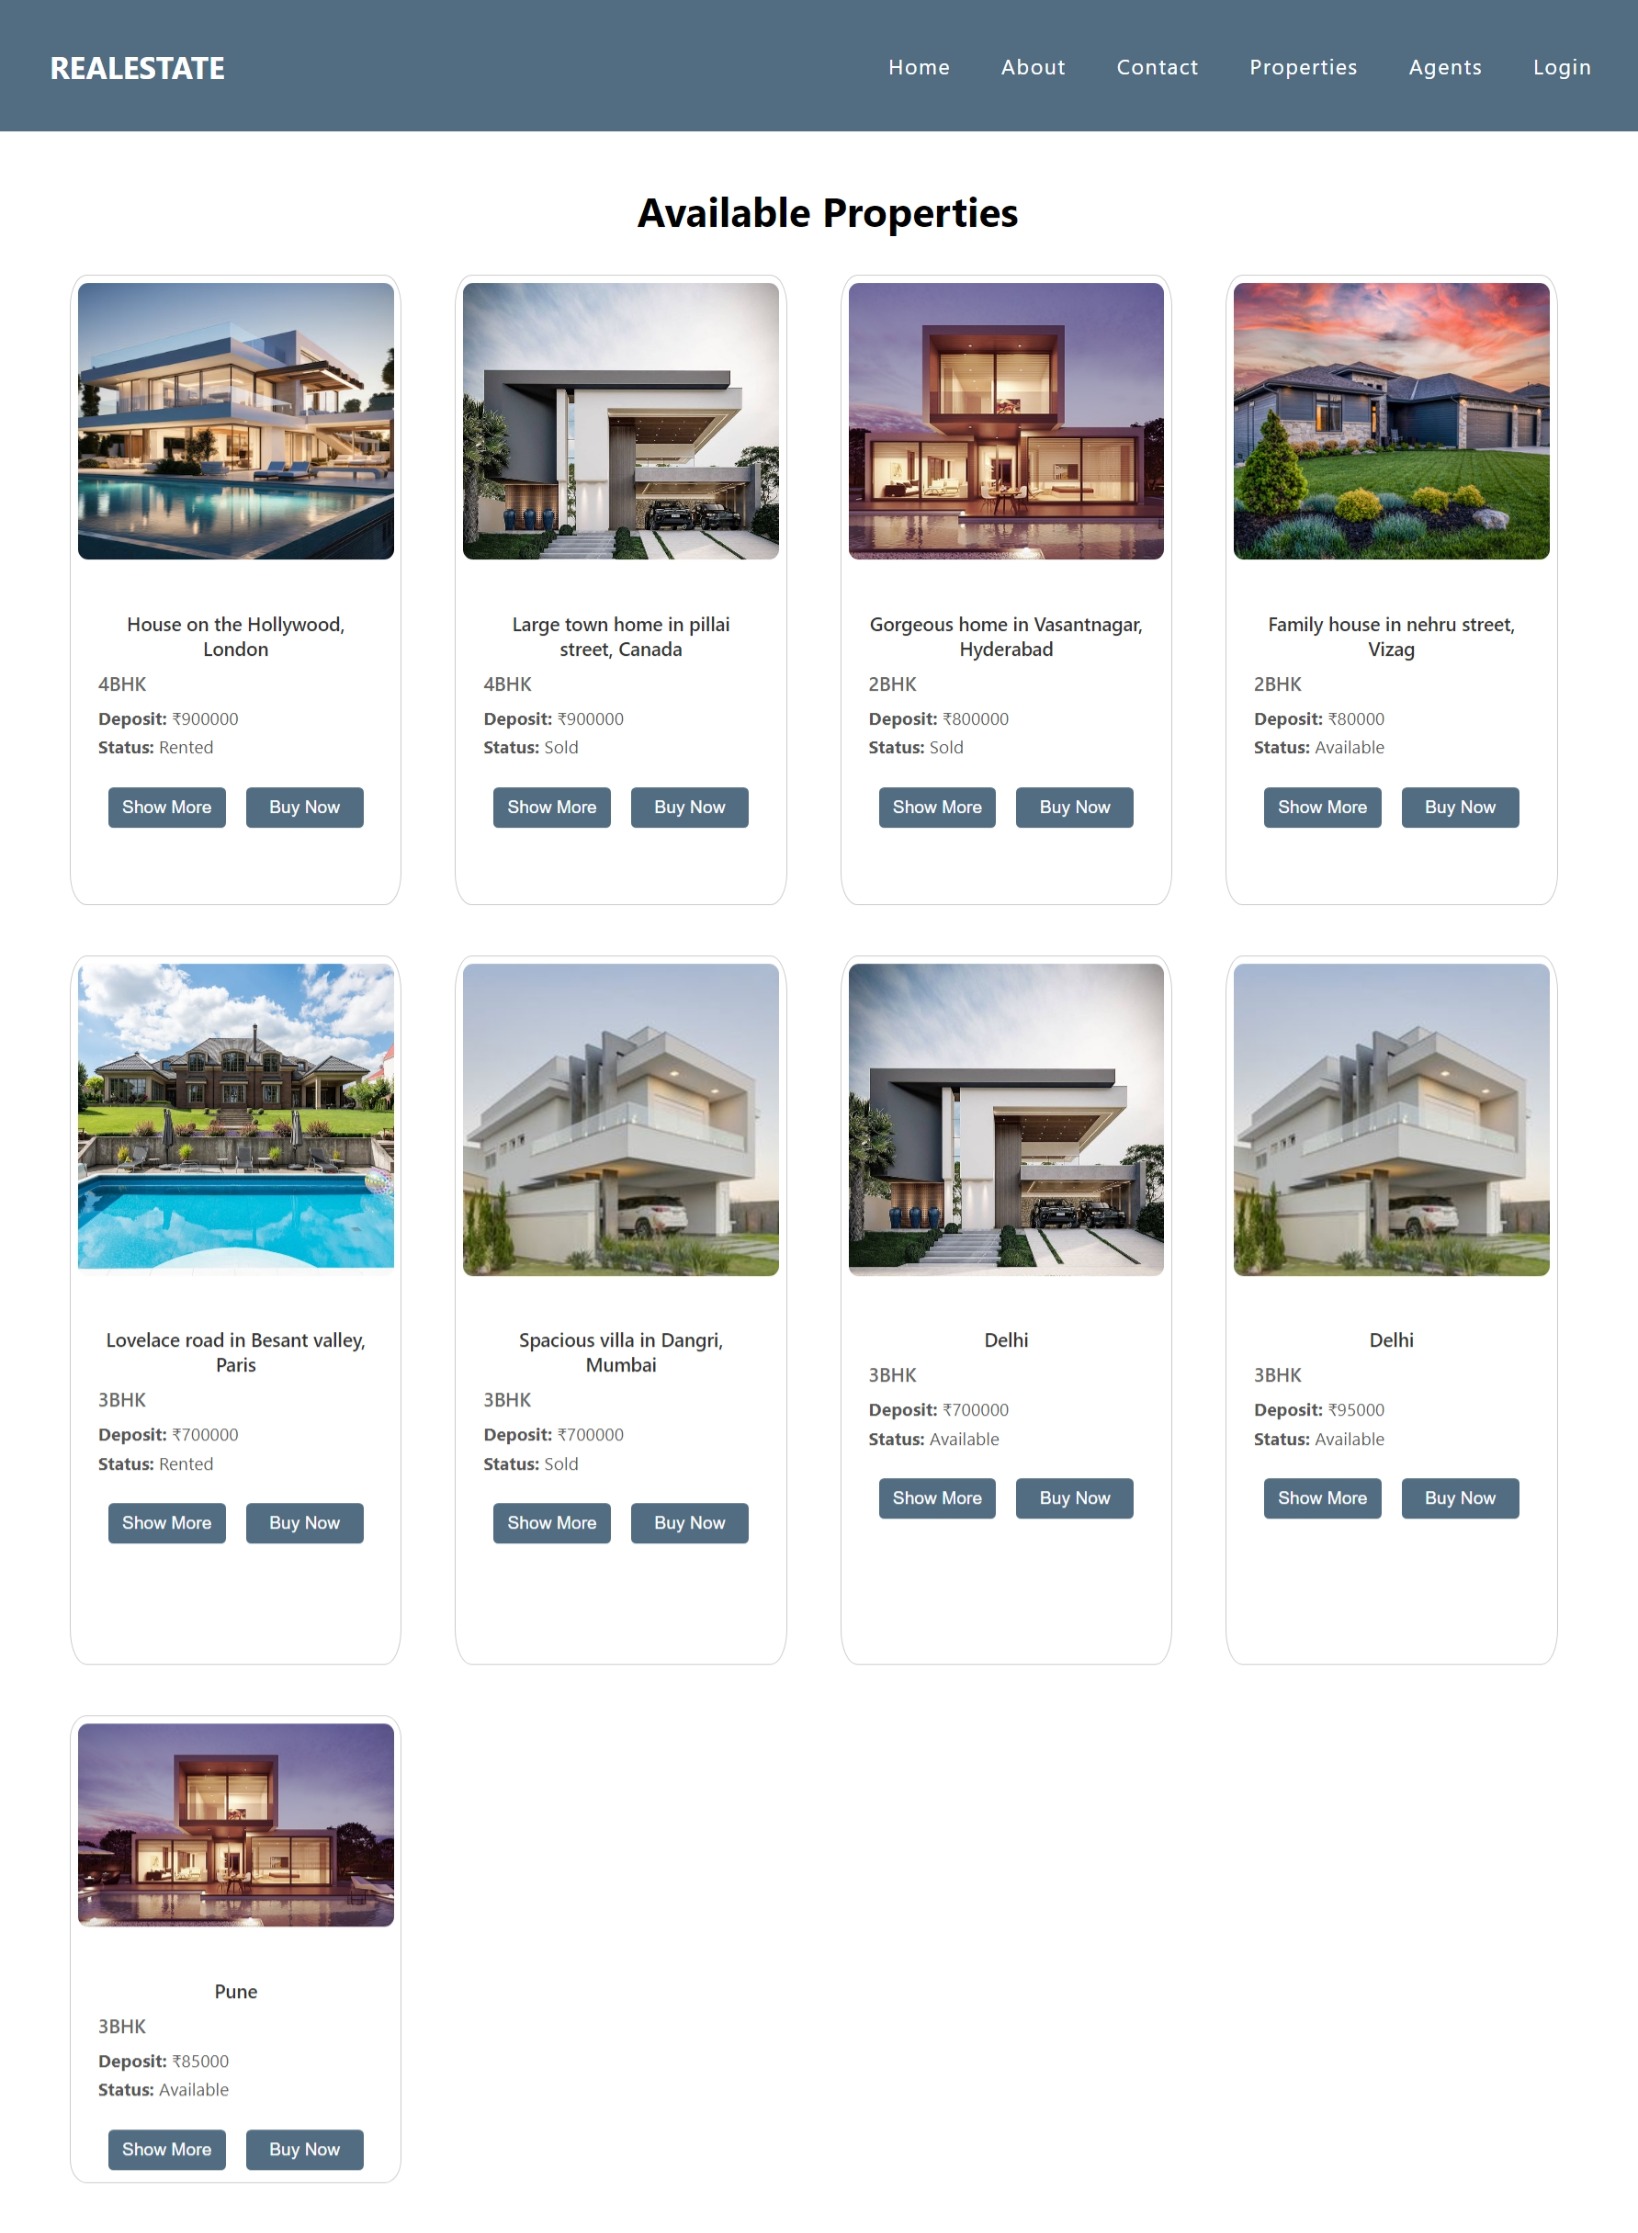 REALESTATE
Home About Contact Properties Agents Login
Available Properties
House on the Hollywood,
London
4BHK
Deposit: ₹900000
Status: Rented
Show More Buy Now
Large town home in pillai
street, Canada
4BHK
Deposit: ₹900000
Status: Sold
Show More Buy Now
Gorgeous home in Vasantnagar,
Hyderabad
2BHK
Deposit: ₹800000
Status: Sold
Show More Buy Now
Family house in nehru street,
Vizag
2BHK
Deposit: ₹80000
Status: Available
Show More Buy Now
Lovelace road in Besant valley,
Paris
3BHK
Deposit: ₹700000
Status: Rented
Show More Buy Now
Spacious villa in Dangri,
Mumbai
3BHK
Deposit: ₹700000
Status: Sold
Show More Buy Now
Delhi
3BHK
Deposit: ₹700000
Status: Available
Show More Buy Now
Delhi
3BHK
Deposit: ₹95000
Status: Available
Show More Buy Now
Pune
3BHK
Deposit: ₹85000
Status: Available
Show More Buy Now